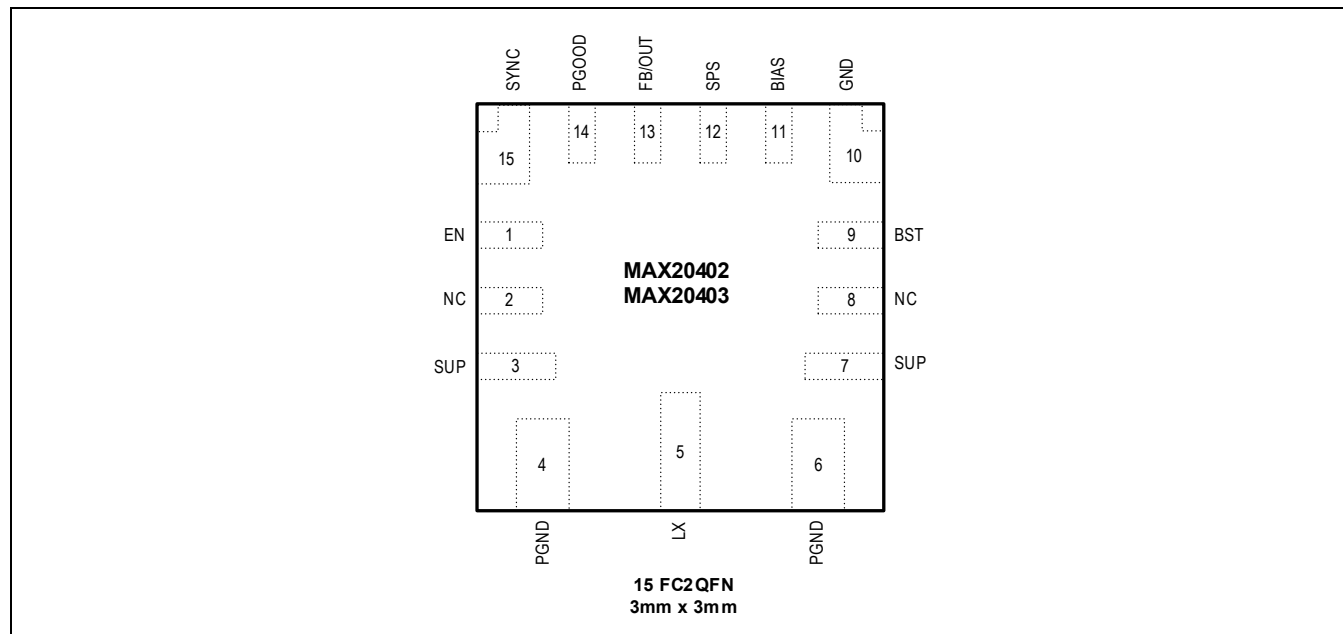 SYNC
PGOOD
FB/OUT
SPS
BIAS
GND
15
14
13
12
11
10
EN
1
9
BST
NC
2
8
NC
MAX20402
MAX20403
SUP
3
7
SUP
4
5
6
PGND
LX
PGND
15 FC2QFN
3mm x 3mm